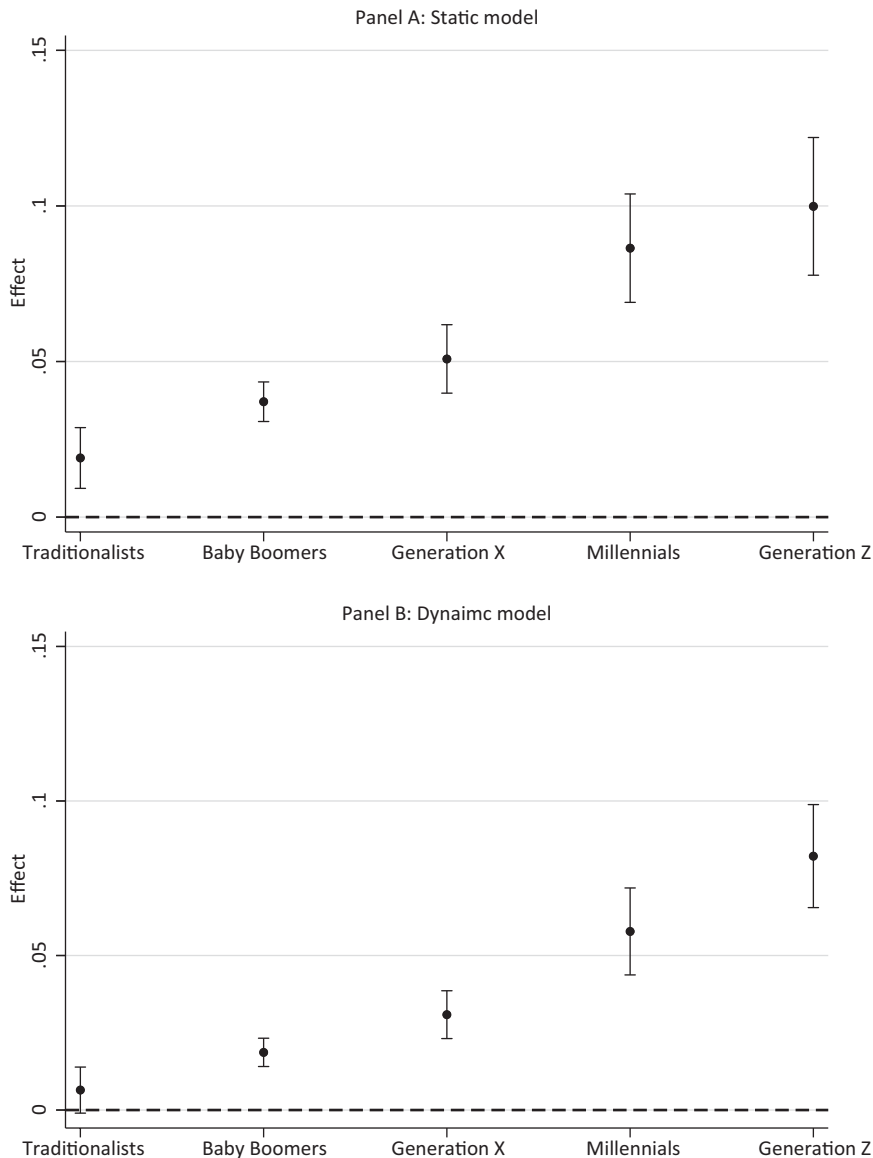 Panel A: Static model
.15
.1
.05
0
Effect
Traditionalists Baby Boomers Generation X Millennials Generation Z
Panel B: Dynaimc model
.15
.1
.05
0
Effect
Traditionalists Baby Boomers Generation X Millennials Generation Z